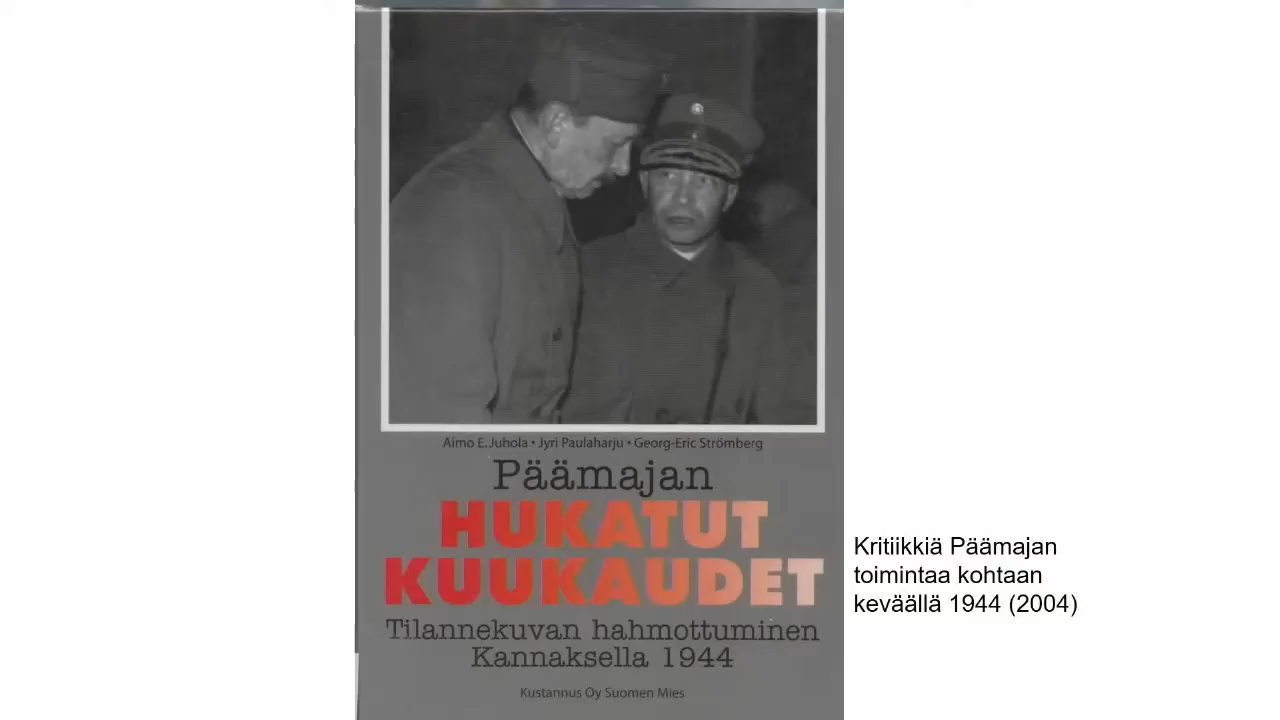 Aimo E. Juhola • Jyri Paulaharju • Georg-Eric Strömberg
Päämajan
HUKATUT
KUUKAUDET
Tilannekuvan hahmottuminen
Kannaksella 1944
Kustannus Oy Suomen Mies
Kritiikkiä Päämajan
toimintaa kohtaan
keväällä 1944 (2004)